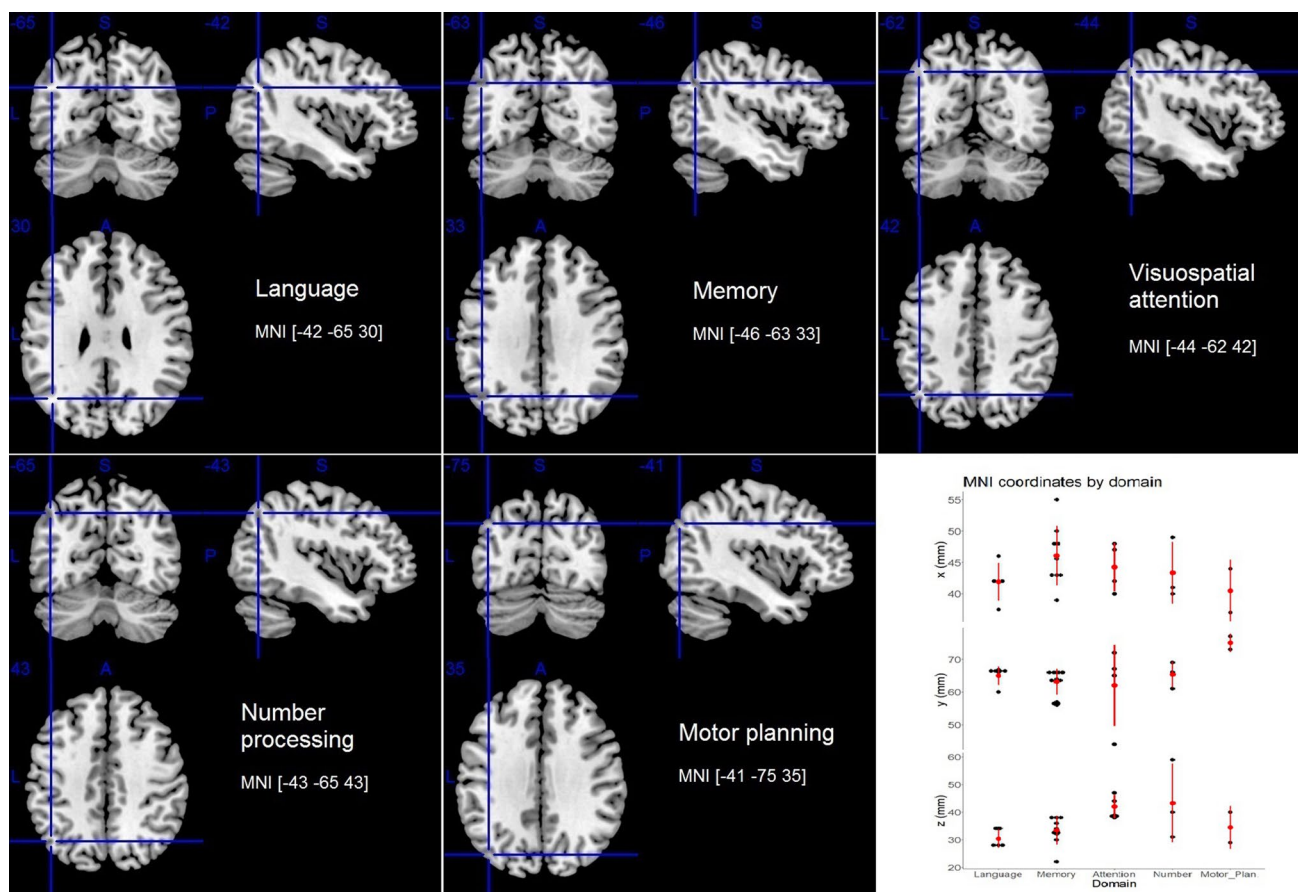 -65
S
-42
S
L
P
30
A
L
Language
MNI [-42 -65 30]
-63
S
-46
S
L
P
33
A
L
Memory
MNI [-46 -63 33]
-62
S
-44
S
L
P
42
A
L
Visuospatial
attention
MNI [-44 -62 42]
-65
S
-43
S
L
P
43
A
L
Number
processing
MNI [-43 -65 43]
-75
S
-41
S
L
P
35
A
L
Motor planning
MNI [-41 -75 35]
MNI coordinates by domain
55
50
45
40
x (mm)
70
60
50
y (mm)
60
50
40
30
20
z (mm)
Language Memory Attention Number Motor_Plan
Domain